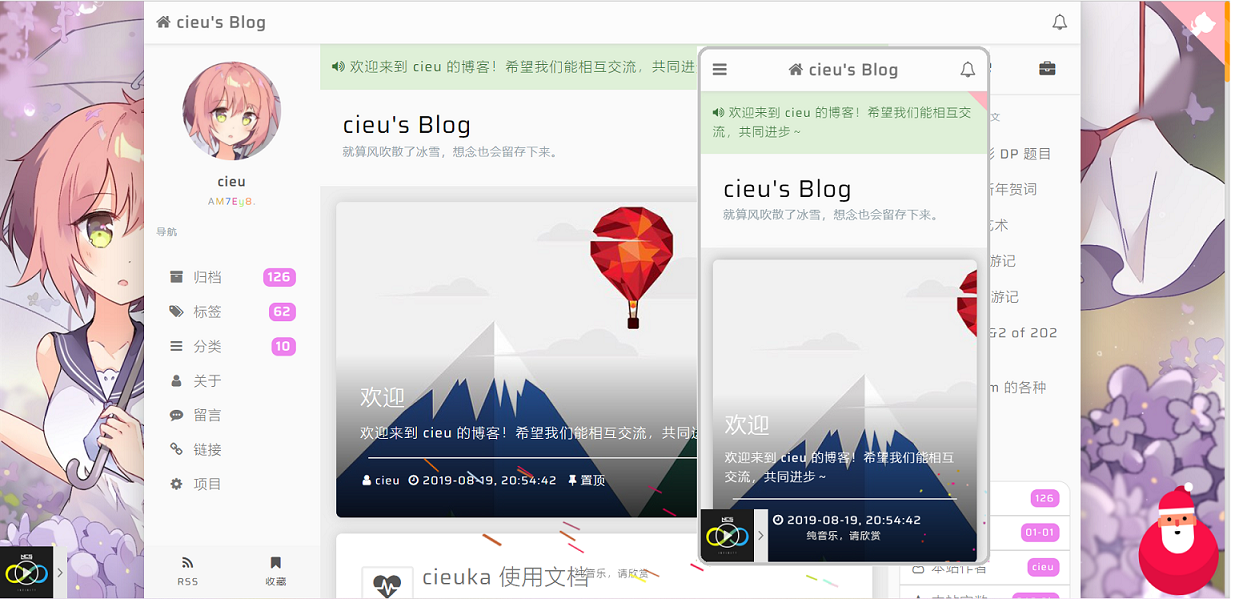 cieu's Blog
cieu
AM7EyB.
导航
归档 126
标签 62
分类 10
关于
留言
链接
项目
RSS 收藏
欢迎来到 cieu 的博客！希望我们能相互交流，共同进
cieu's Blog
就算风吹散了冰雪，想念也会留存下来。
欢迎
欢迎来到 cieu 的博客！希望我们能相互交流，共同
cieu 2019-08-19, 20:54:42 置顶
cieuka 使用文档
音乐，请欣赏
cieu's Blog
欢迎来到 cieu 的博客！希望我们能相互交
流，共同进步 ~
cieu's Blog
就算风吹散了冰雪，想念也会留存下来。
欢迎
欢迎来到 cieu 的博客！希望我们能相互交流，共同进步 ~
2019-08-19, 20:54:42
纯音乐，请欣赏
文
DP 题目
年贺词
艺术
游记
游记
&2 of 202
m 的各种
126
01-01
本站作者 cieu